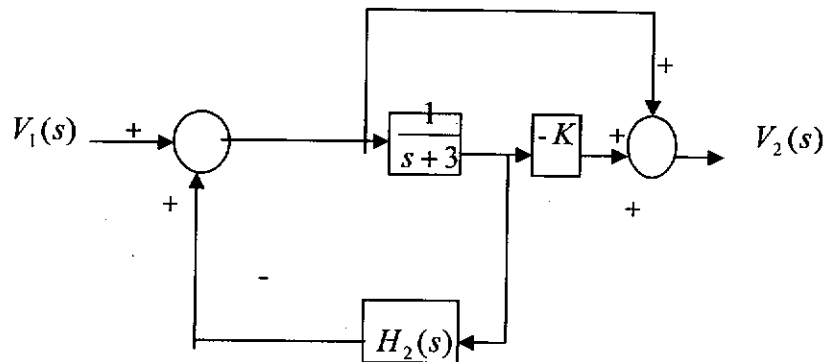 +
V₁(s) + 1 -K + V₂(s)
s + 3
+ +
-
H₂(s)